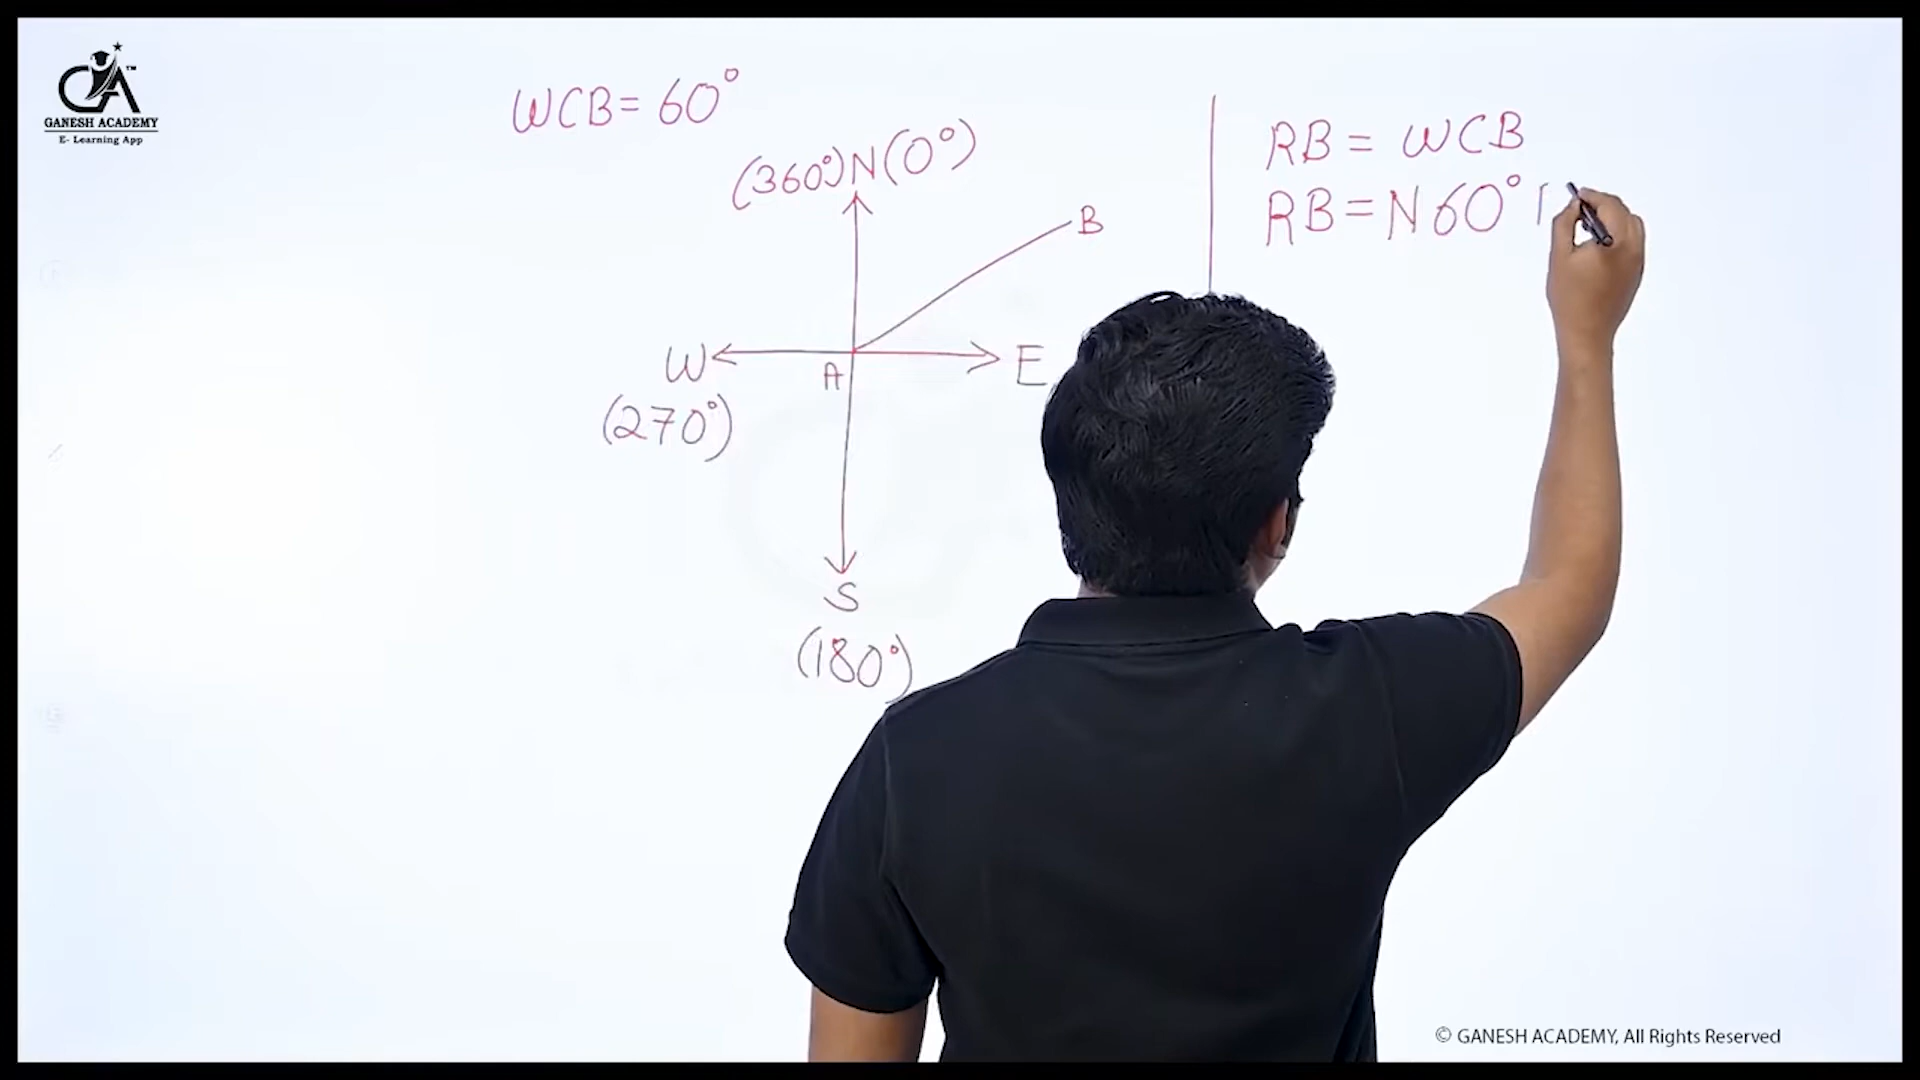 GANESH ACADEMY
E- Learning App
WCB = 60°
(360°) N (0°)
B
W
A
E
(270°)
S
(180°)
RB = WCB
RB = N 60°
© GANESH ACADEMY, All Rights Reserved